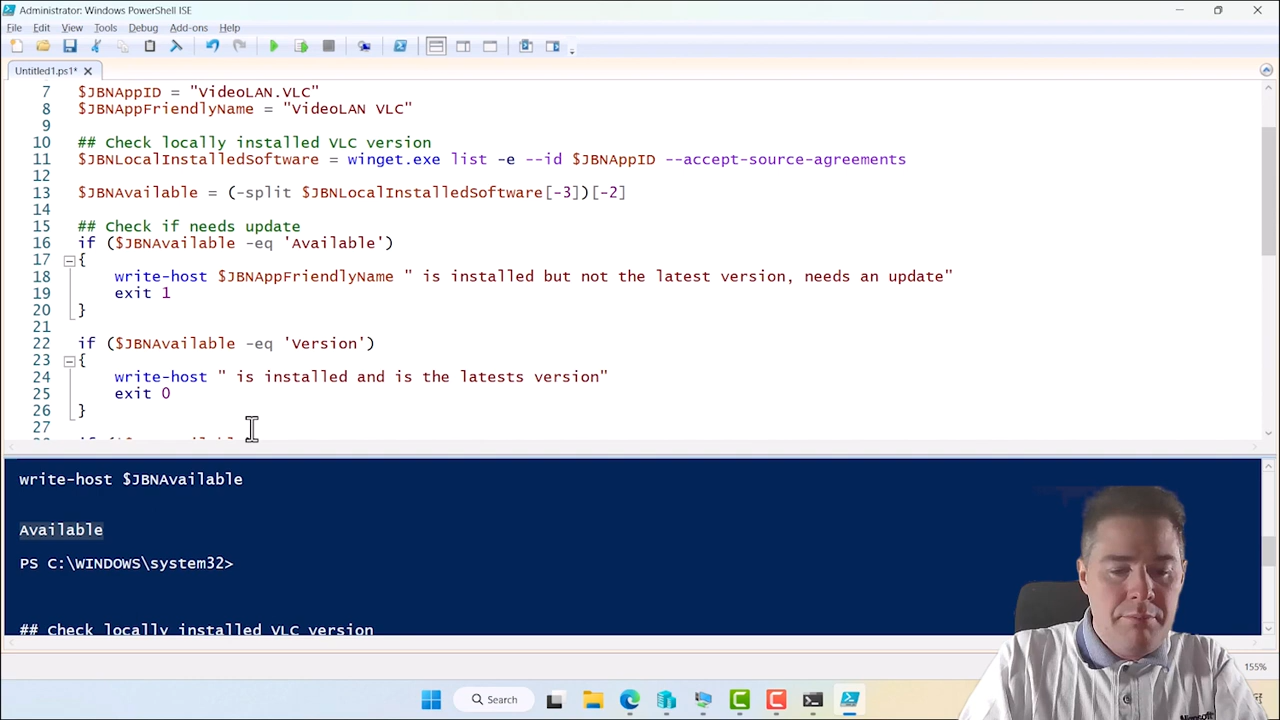 Administrator: Windows PowerShell ISE
File Edit View Tools Debug Add-ons Help
Untitled1.ps1*
7 $JBNAppID = "VideoLAN.VLC"
8 $JBNAppFriendlyName = "VideoLAN VLC"
9
10 ## Check locally installed VLC version
11 $JBNLocalInstalledSoftware = winget.exe list -e --id $JBNAppID --accept-source-agreements
12
13 $JBNAvailable = (-split $JBNLocalInstalledSoftware[-3])[-2]
14
15 ## Check if needs update
16 if ($JBNAvailable -eq 'Available')
17 {
18 write-host $JBNAppFriendlyName " is installed but not the latest version, needs an update"
19 exit 1
20 }
21
22 if ($JBNAvailable -eq 'Version')
23 {
24 write-host " is installed and is the latests version"
25 exit 0
26 }
27
write-host $JBNAvailable
Available
PS C:\WINDOWS\system32>
## Check locally installed VLC version
155%
Search
Microsoft